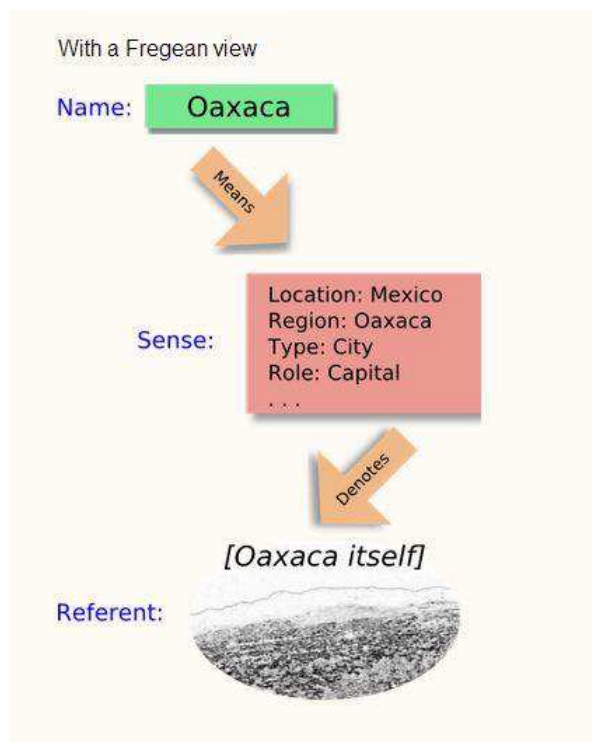 With a Fregean view
Name: Oaxaca
Means
Sense:
Location: Mexico
Region: Oaxaca
Type: City
Role: Capital
. . .
Denotes
[Oaxaca itself]
Referent: